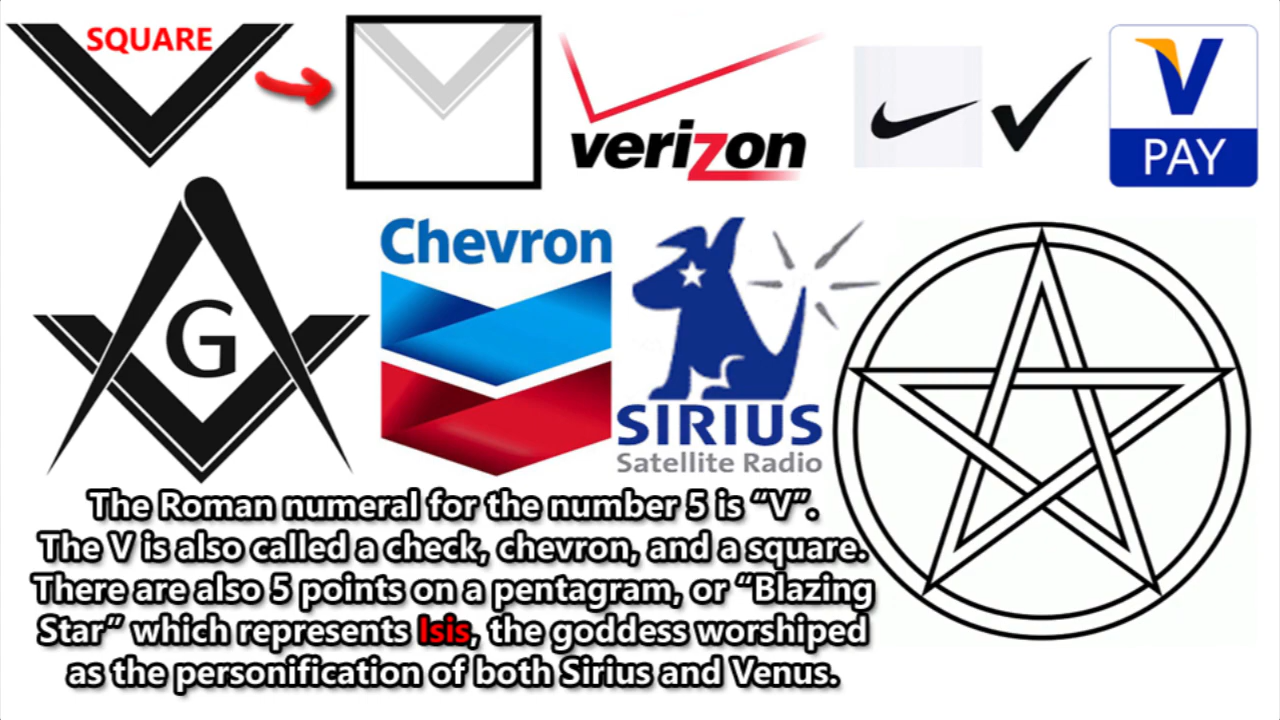 SQUARE
verizon
V
PAY
G
Chevron
SIRIUS
Satellite Radio
The Roman numeral for the number 5 is “V”.
The V is also called a check, chevron, and a square.
There are also 5 points on a pentagram, or “Blazing
Star” which represents Isis, the goddess worshiped
as the personification of both Sirius and Venus.